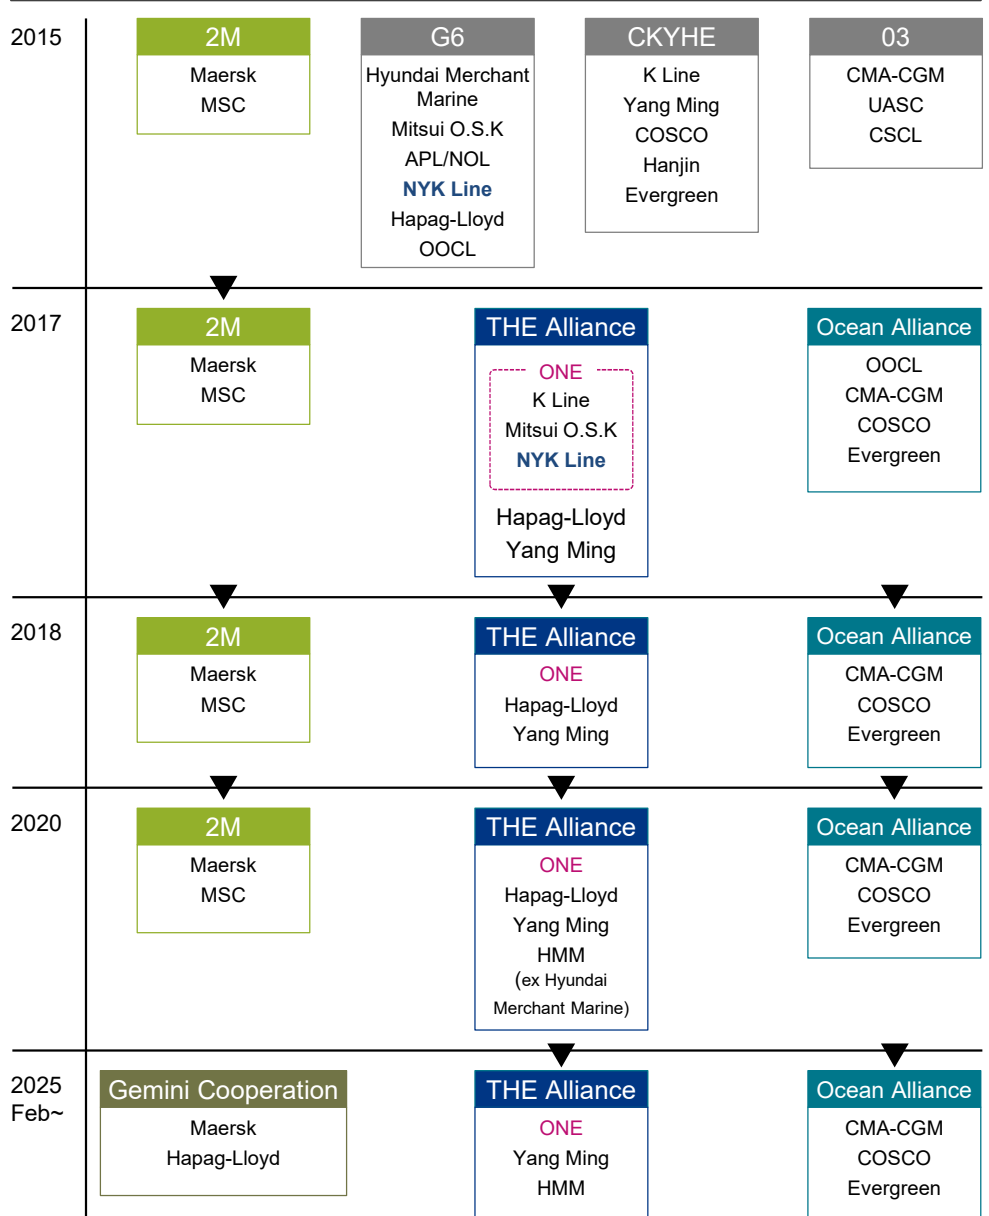 2015
2M
Maersk
MSC
G6
Hyundai Merchant
Marine
Mitsui O.S.K
APL/NOL
NYK Line
Hapag-Lloyd
OOCL
CKYHE
K Line
Yang Ming
COSCO
Hanjin
Evergreen
03
CMA-CGM
UASC
CSCL
2017
2M
Maersk
MSC
THE Alliance
ONE
K Line
Mitsui O.S.K
NYK Line
Hapag-Lloyd
Yang Ming
Ocean Alliance
OOCL
CMA-CGM
COSCO
Evergreen
2018
2M
Maersk
MSC
THE Alliance
ONE
Hapag-Lloyd
Yang Ming
Ocean Alliance
CMA-CGM
COSCO
Evergreen
2020
2M
Maersk
MSC
THE Alliance
ONE
Hapag-Lloyd
Yang Ming
HMM
(ex Hyundai
Merchant Marine)
Ocean Alliance
CMA-CGM
COSCO
Evergreen
2025
Feb~
Gemini Cooperation
Maersk
Hapag-Lloyd
THE Alliance
ONE
Yang Ming
HMM
Ocean Alliance
CMA-CGM
COSCO
Evergreen